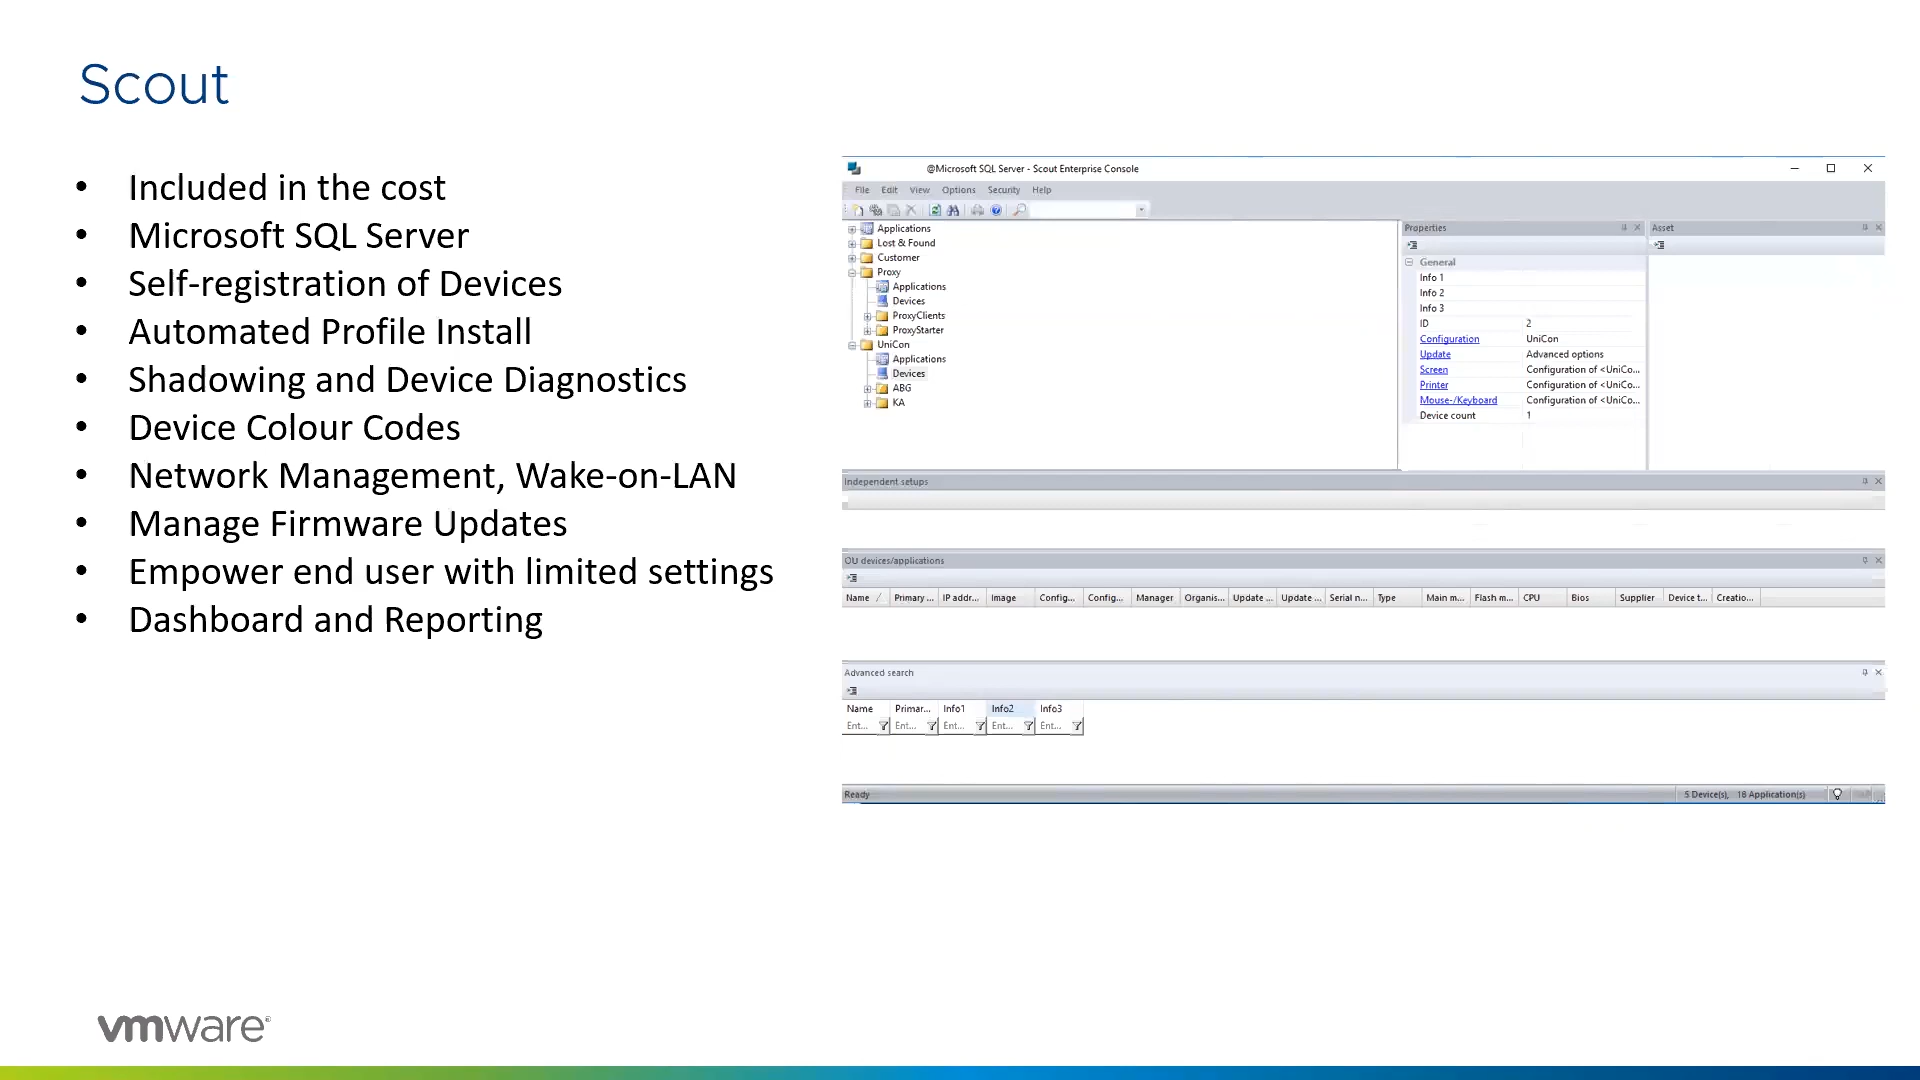 Scout
• Included in the cost
• Microsoft SQL Server
• Self-registration of Devices
• Automated Profile Install
• Shadowing and Device Diagnostics
• Device Colour Codes
• Network Management, Wake-on-LAN
• Manage Firmware Updates
• Empower end user with limited settings
• Dashboard and Reporting
@Microsoft SQL Server - Scout Enterprise Console
File Edit View Options Security Help
Applications
Lost & Found
Customer
Proxy
Applications
Devices
ProxyClients
ProxyStarter
UniCon
Applications
Devices
ABG
KA
Properties
General
Info 1
Info 2
Info 3
ID 2
Configuration UniCon
Update Advanced options
Screen Configuration of <UniCo...
Printer Configuration of <UniCo...
Mouse-/Keyboard Configuration of <UniCo...
Device count 1
Asset
Independent setups
OU devices/applications
Name Primary ... IP addr... Image Config... Config... Manager Organis... Update ... Update ... Serial n... Type Main m... Flash m... CPU Bios Supplier Device t... Creatio...
Advanced search
Name Primar... Info1 Info2 Info3
Ent... Ent... Ent... Ent... Ent...
Ready 5 Device(s), 18 Application(s)
vmware®